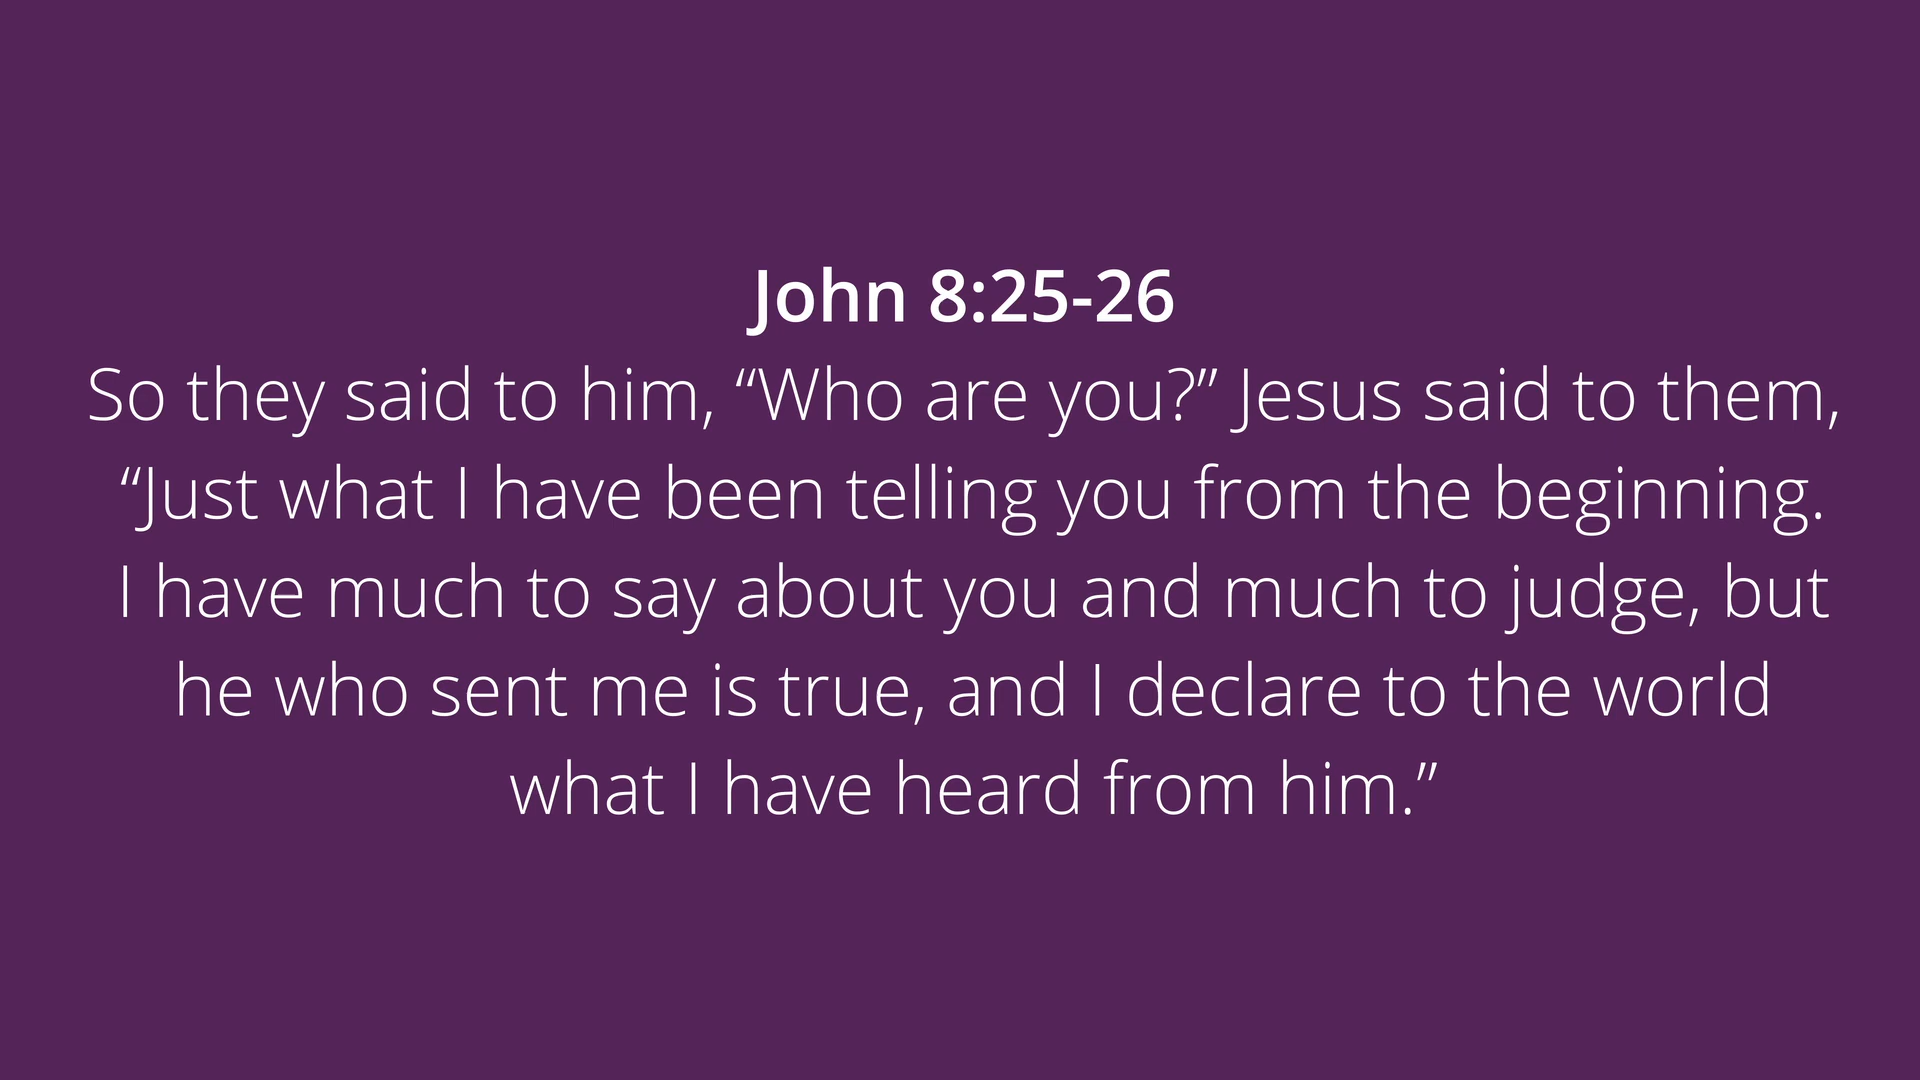 John 8:25-26
So they said to him, “Who are you?” Jesus said to them,
“Just what I have been telling you from the beginning.
I have much to say about you and much to judge, but
he who sent me is true, and I declare to the world
what I have heard from him.”